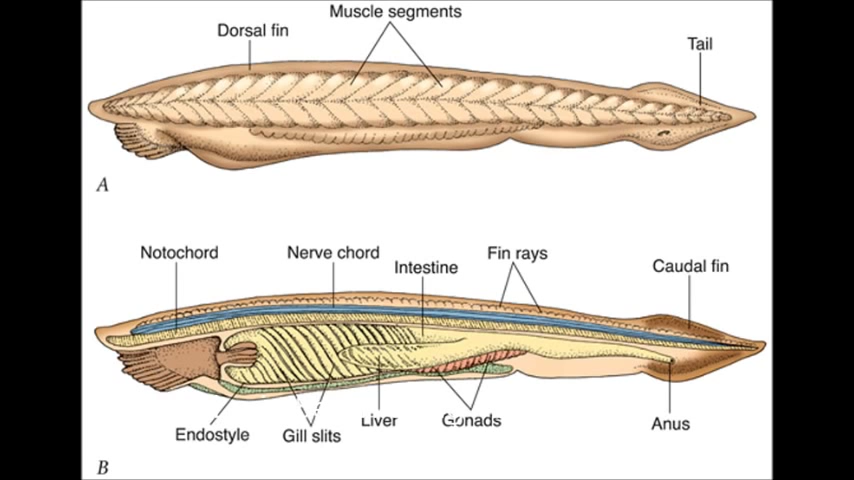 Muscle segments
Dorsal fin
Tail
A
Notochord
Nerve chord
Intestine
Fin rays
Caudal fin
Endostyle
Gill slits
Liver
Gonads
Anus
B